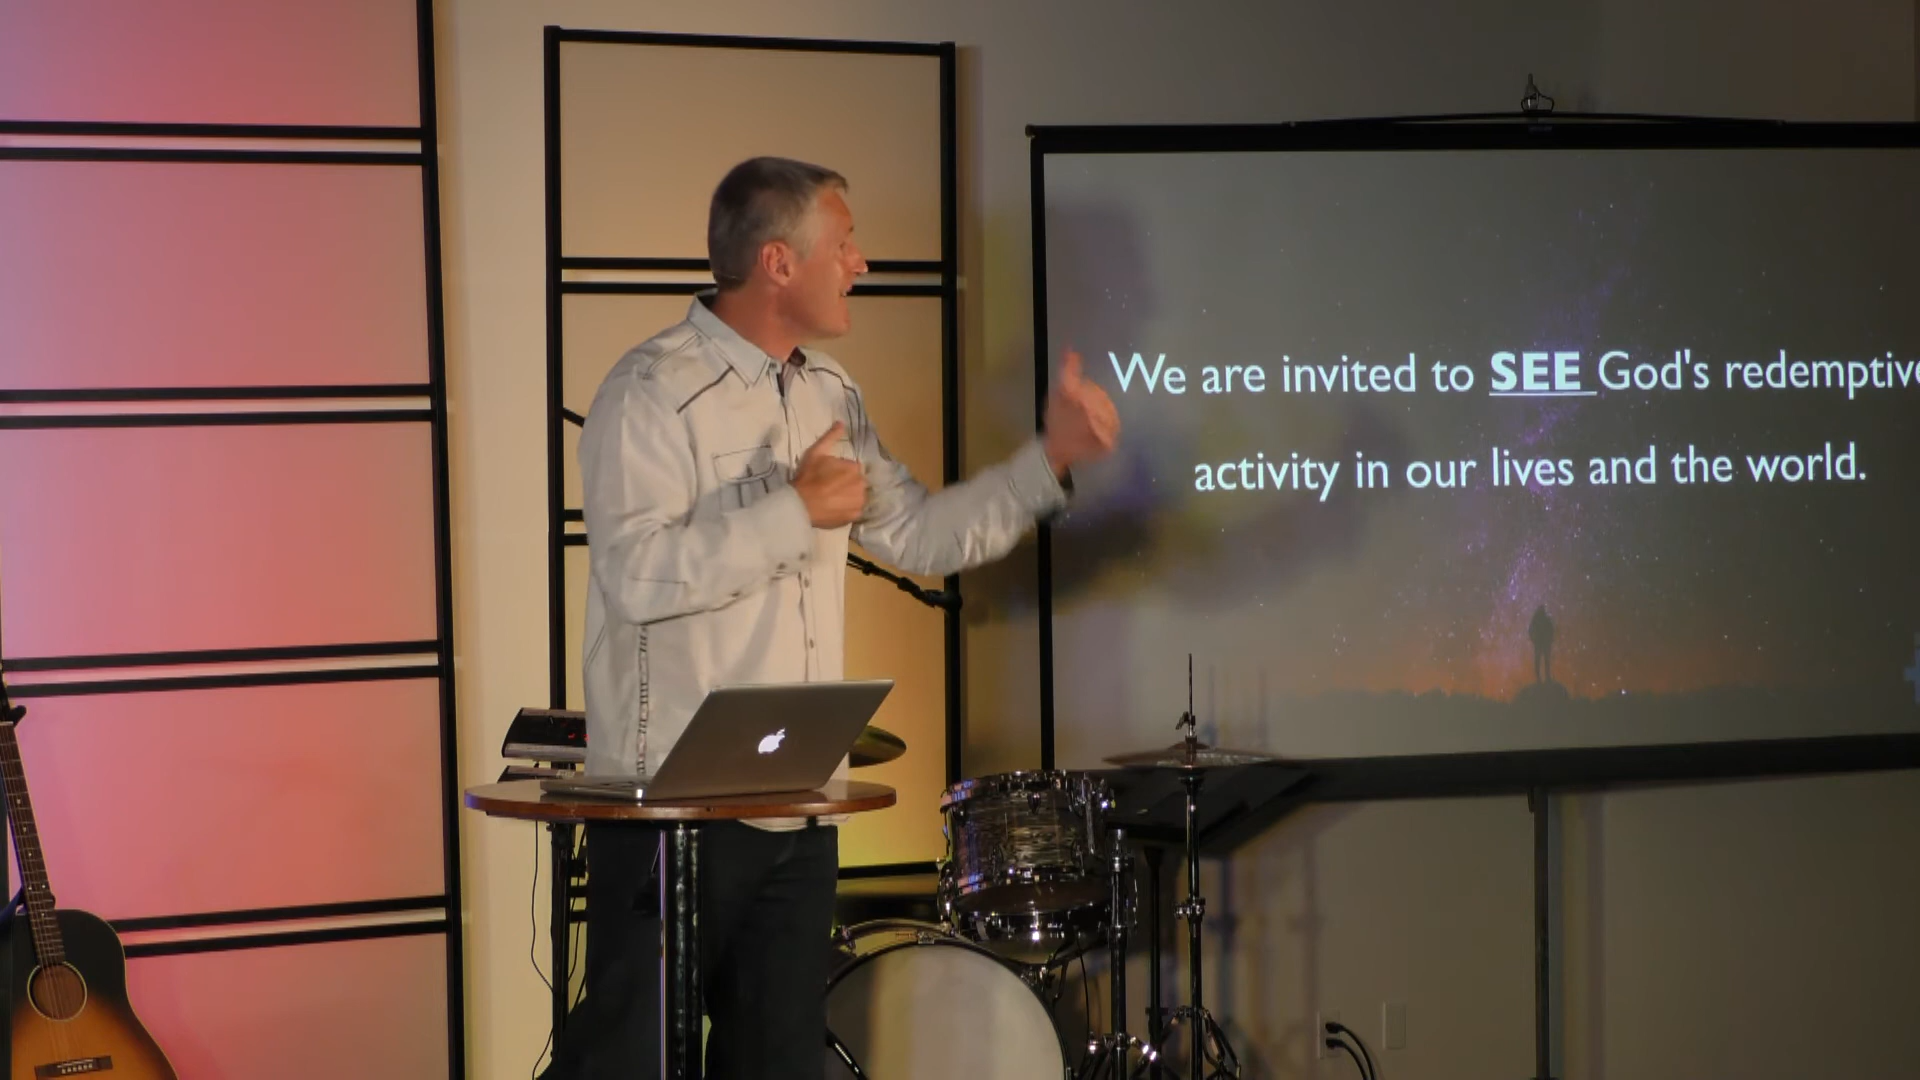 We are invited to SEE God's redemptive
activity in our lives and the world.